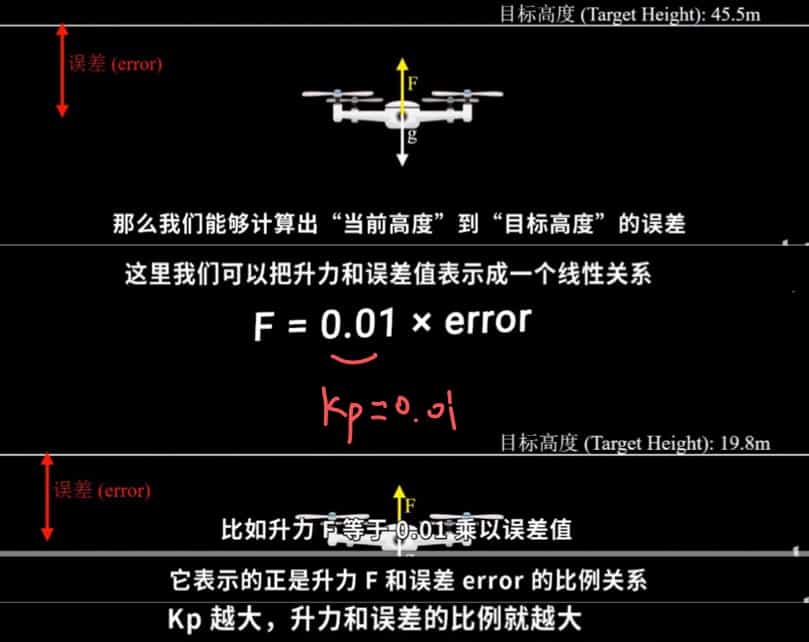 目标高度 (Target Height): 45.5m
误差 (error)
F
g
那么我们能够计算出“当前高度”到“目标高度”的误差
这里我们可以把升力和误差值表示成一个线性关系
F = 0.01 × error
Kp=0.01
目标高度 (Target Height): 19.8m
误差 (error)
F
比如升力 F 等于 0.01 乘以误差值
它表示的正是升力 F 和误差 error 的比例关系
Kp 越大，升力和误差的比例就越大